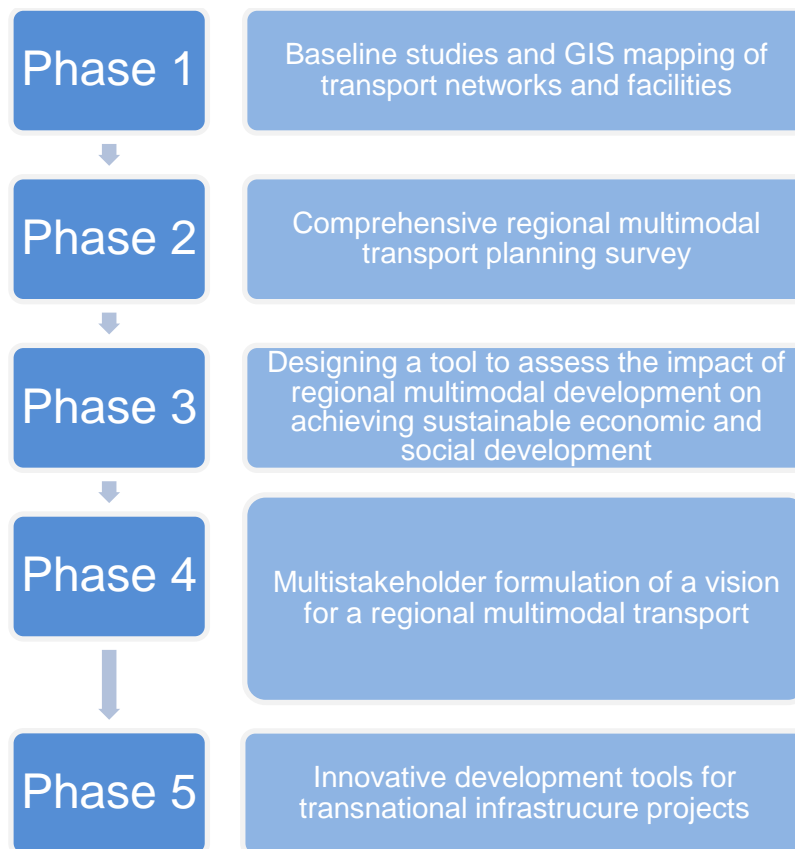 Phase 1
Baseline studies and GIS mapping of
transport networks and facilities
Phase 2
Comprehensive regional multimodal
transport planning survey
Phase 3
Designing a tool to assess the impact of
regional multimodal development on
achieving sustainable economic and
social development
Phase 4
Multistakeholder formulation of a vision
for a regional multimodal transport
Phase 5
Innovative development tools for
transnational infrastrucure projects